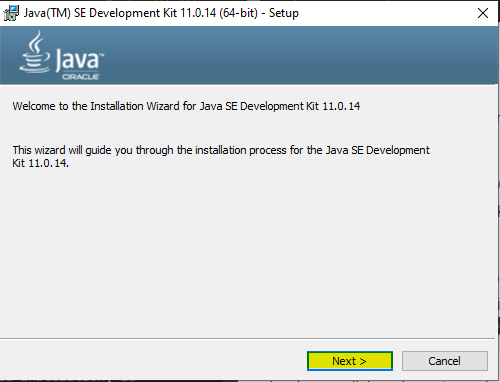 Java(TM) SE Development Kit 11.0.14 (64-bit) - Setup
Java™
ORACLE
Welcome to the Installation Wizard for Java SE Development Kit 11.0.14
This wizard will guide you through the installation process for the Java SE Development
Kit 11.0.14.
Next >
Cancel